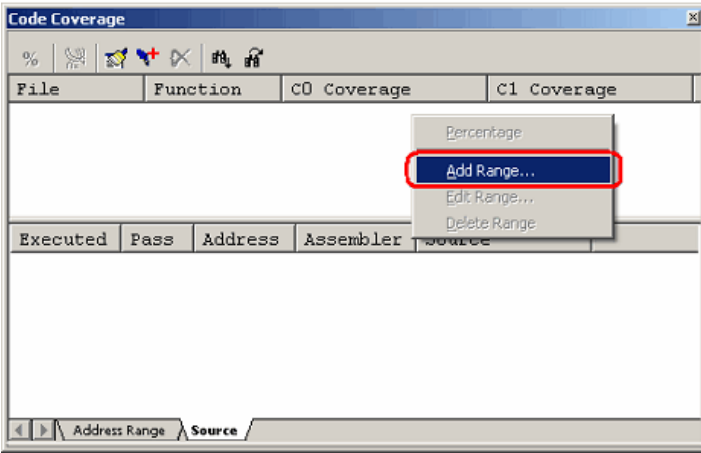 Code Coverage
%
File Function C0 Coverage C1 Coverage
Percentage
Add Range...
Edit Range...
Delete Range
Executed Pass Address Assembler Source
Address Range Source